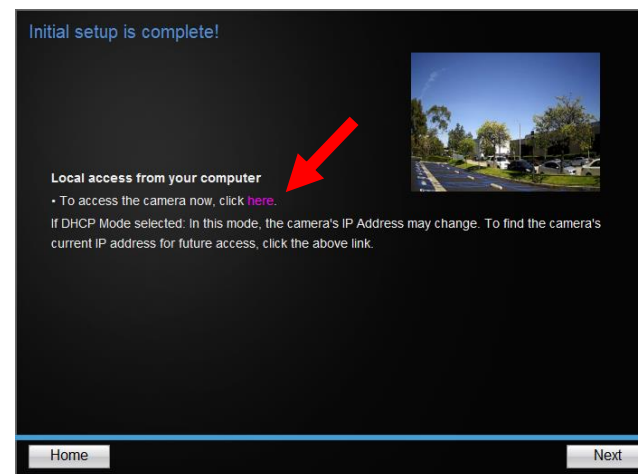 Initial setup is complete!
Local access from your computer
• To access the camera now, click here.
If DHCP Mode selected: In this mode, the camera's IP Address may change. To find the camera's
current IP address for future access, click the above link.
Home
Next